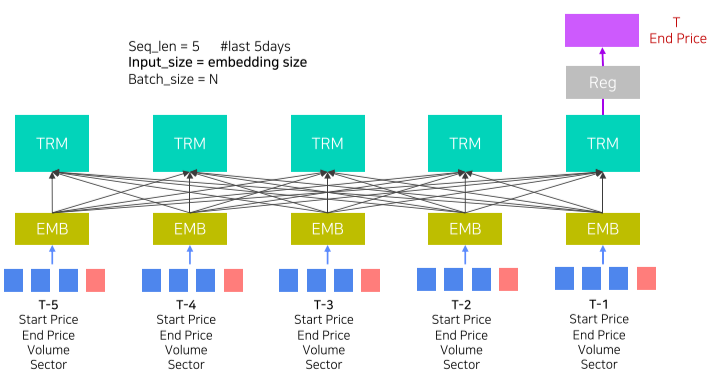 T
End Price
Seq_len = 5 #last 5days
Input_size = embedding size
Batch_size = N
Reg
TRM TRM TRM TRM TRM
EMB EMB EMB EMB EMB
T-5 T-4 T-3 T-2 T-1
Start Price Start Price Start Price Start Price Start Price
End Price End Price End Price End Price End Price
Volume Volume Volume Volume Volume
Sector Sector Sector Sector Sector